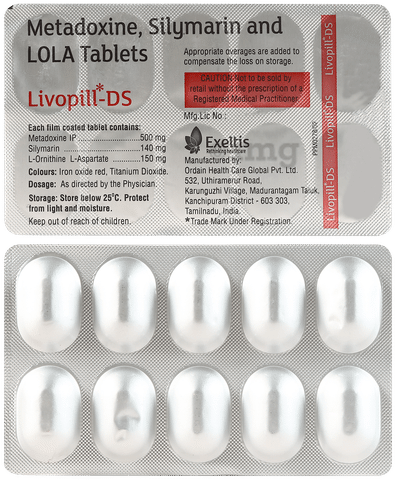 Metadoxine, Silymarin and
LOLA Tablets
Livopill*-DS
Each film coated tablet contains:
Metadoxine IP ........................ 500 mg
Silymarin ................................ 140 mg
L-Ornithine L-Aspartate ......... 150 mg
Colours: Iron oxide red, Titanium Dioxide.
Dosage: As directed by the Physician.
Storage: Store below 25°C. Protect
from light and moisture.
Keep out of reach of children.
Appropriate overages are added to
compensate the loss on storage.
CAUTION Not to be sold by
retail without the prescription of a
Registered Medical Practitioner.
Mfg.Lic No :
Exeltis
Rethinking healthcare
Manufactured by:
Ordain Health Care Global Pvt. Ltd.
532, Uthiramerur Road,
Karunguzhi Village, Madurantagam Taluk,
Kanchipuram District - 603 303,
Tamilnadu, India.
*Trade Mark Under Registration.
Livopill*-DS
Livopill*-DS
mg